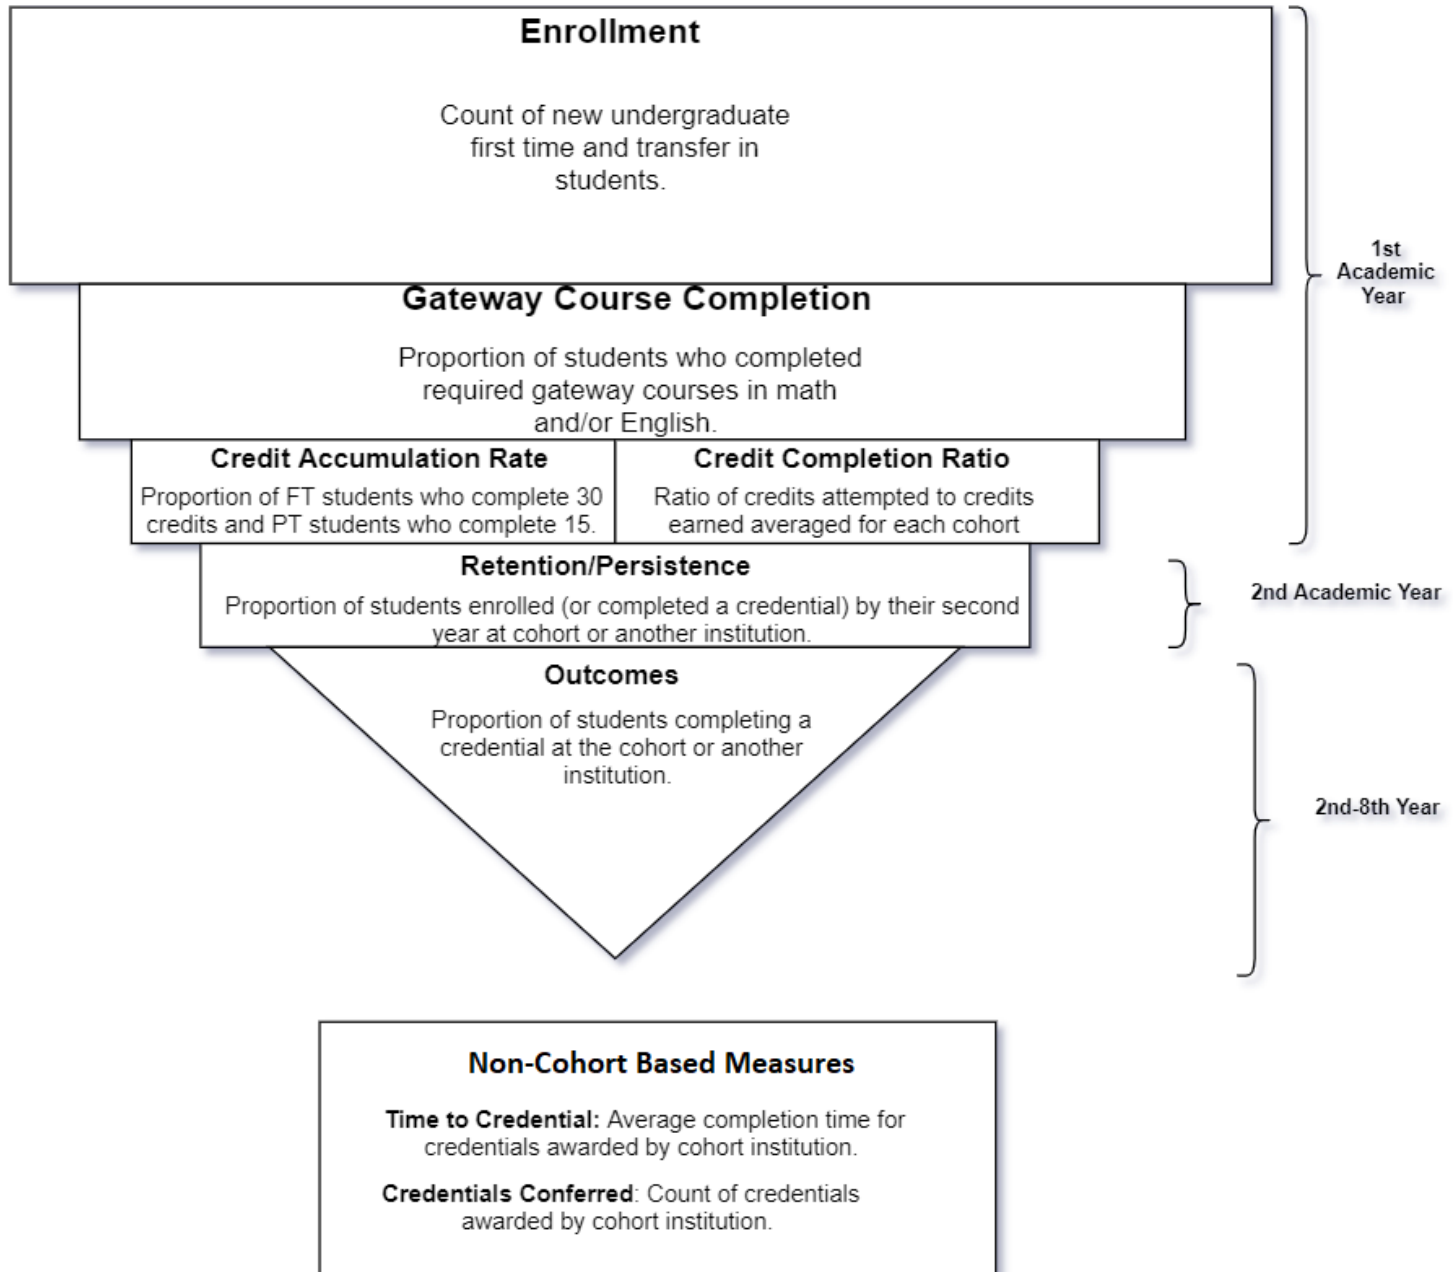 Enrollment
Count of new undergraduate
first time and transfer in
students.
1st
Academic
Year
Gateway Course Completion
Proportion of students who completed
required gateway courses in math
and/or English.
Credit Accumulation Rate
Proportion of FT students who complete 30
credits and PT students who complete 15.
Credit Completion Ratio
Ratio of credits attempted to credits
earned averaged for each cohort
Retention/Persistence
Proportion of students enrolled (or completed a credential) by their second
year at cohort or another institution.
2nd Academic Year
Outcomes
Proportion of students completing a
credential at the cohort or another
institution.
2nd-8th Year
Non-Cohort Based Measures
Time to Credential: Average completion time for
credentials awarded by cohort institution.
Credentials Conferred: Count of credentials
awarded by cohort institution.